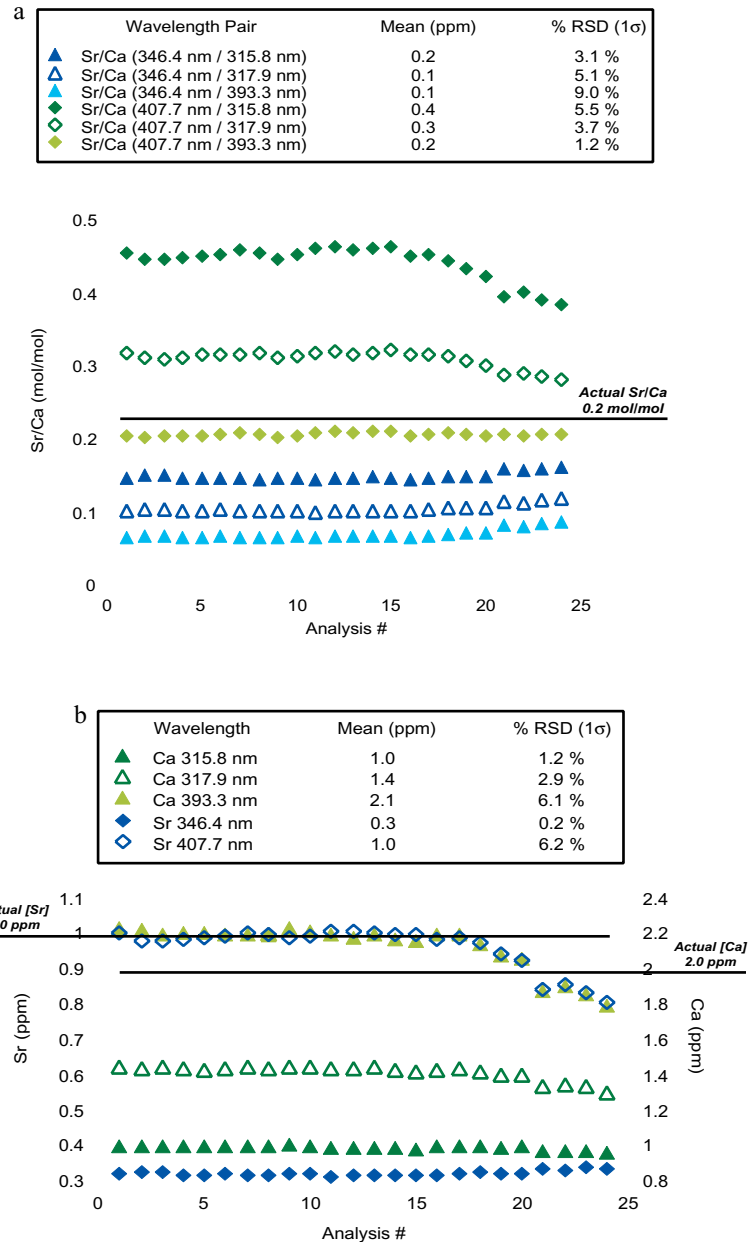 a
Wavelength Pair Mean (ppm) % RSD (1σ)
Sr/Ca (346.4 nm / 315.8 nm) 0.2 3.1 %
Sr/Ca (346.4 nm / 317.9 nm) 0.1 5.1 %
Sr/Ca (346.4 nm / 393.3 nm) 0.1 9.0 %
Sr/Ca (407.7 nm / 315.8 nm) 0.4 5.5 %
Sr/Ca (407.7 nm / 317.9 nm) 0.3 3.7 %
Sr/Ca (407.7 nm / 393.3 nm) 0.2 1.2 %
0.5
0.4
0.3
Actual Sr/Ca
0.2 mol/mol
0.2
0.1
0
Sr/Ca (mol/mol)
0 5 10 15 20 25
Analysis #
b
Wavelength Mean (ppm) % RSD (1σ)
Ca 315.8 nm 1.0 1.2 %
Ca 317.9 nm 1.4 2.9 %
Ca 393.3 nm 2.1 6.1 %
Sr 346.4 nm 0.3 0.2 %
Sr 407.7 nm 1.0 6.2 %
1.1 2.4
tual [Sr]
0 ppm
1 2.2
Actual [Ca]
2.0 ppm
0.9 2
0.8 1.8
0.7 1.6
0.6 1.4
0.5 1.2
0.4 1
0.3 0.8
Sr (ppm)
Ca (ppm)
0 5 10 15 20 25
Analysis #